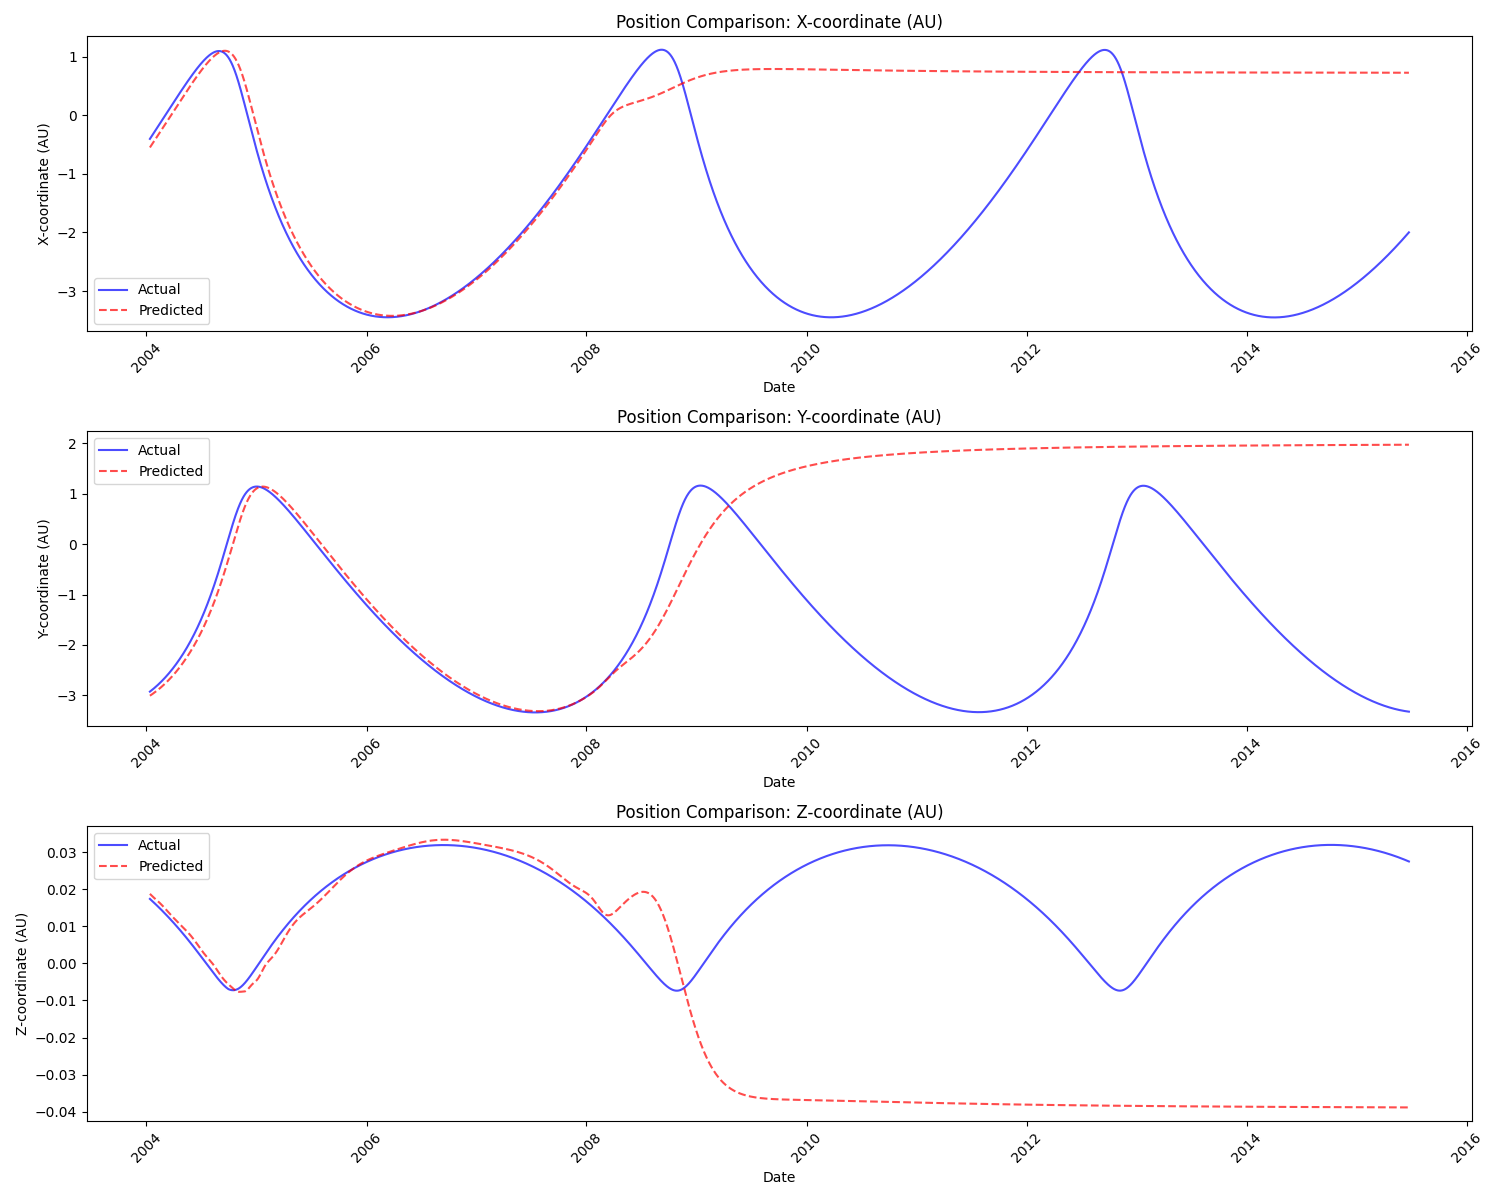 Position Comparison: X-coordinate (AU)
X-coordinate (AU)
1
0
−1
−2
−3
Actual
Predicted
2004
2006
2008
2010
2012
2014
2016
Date
Position Comparison: Y-coordinate (AU)
Y-coordinate (AU)
2
1
0
−1
−2
−3
Actual
Predicted
2004
2006
2008
2010
2012
2014
2016
Date
Position Comparison: Z-coordinate (AU)
Z-coordinate (AU)
0.03
0.02
0.01
0.00
−0.01
−0.02
−0.03
−0.04
Actual
Predicted
2004
2006
2008
2010
2012
2014
2016
Date